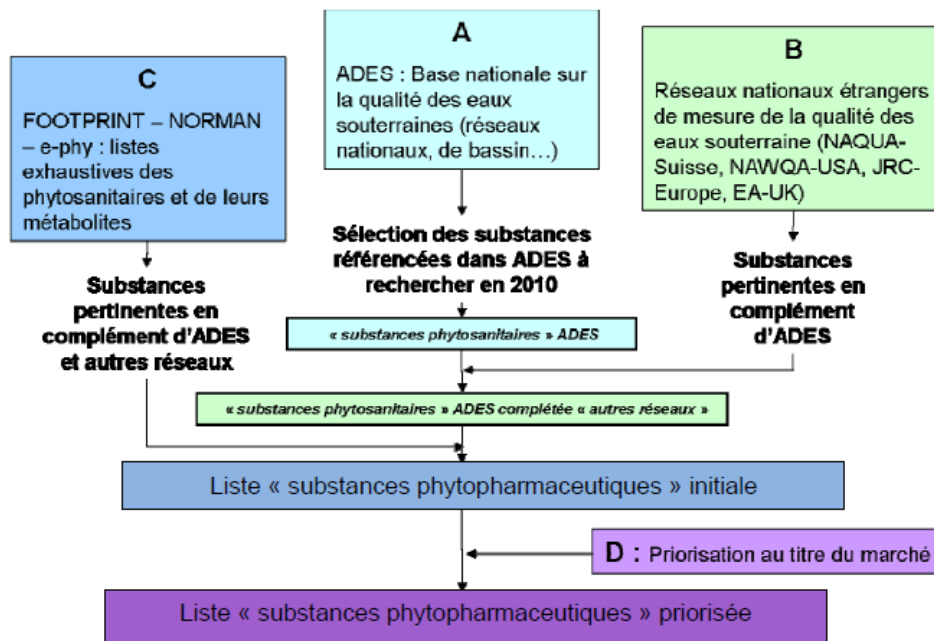 A
ADES : Base nationale sur
la qualité des eaux
souterraines (réseaux
nationaux, de bassin…)
B
Réseaux nationaux étrangers
de mesure de la qualité des
eaux souterraine (NAQUA-
Suisse, NAWQA-USA, JRC-
Europe, EA-UK)
C
FOOTPRINT – NORMAN
– e-phy : listes
exhaustives des
phytosanitaires et de leurs
métabolites
Sélection des substances
référencées dans ADES à
rechercher en 2010
Substances
pertinentes en
complément d’ADES
et autres réseaux
Substances
pertinentes en
complément
d’ADES
« substances phytosanitaires » ADES
« substances phytosanitaires » ADES complétée « autres réseaux »
Liste « substances phytopharmaceutiques » initiale
D : Priorisation au titre du marché
Liste « substances phytopharmaceutiques » priorisée